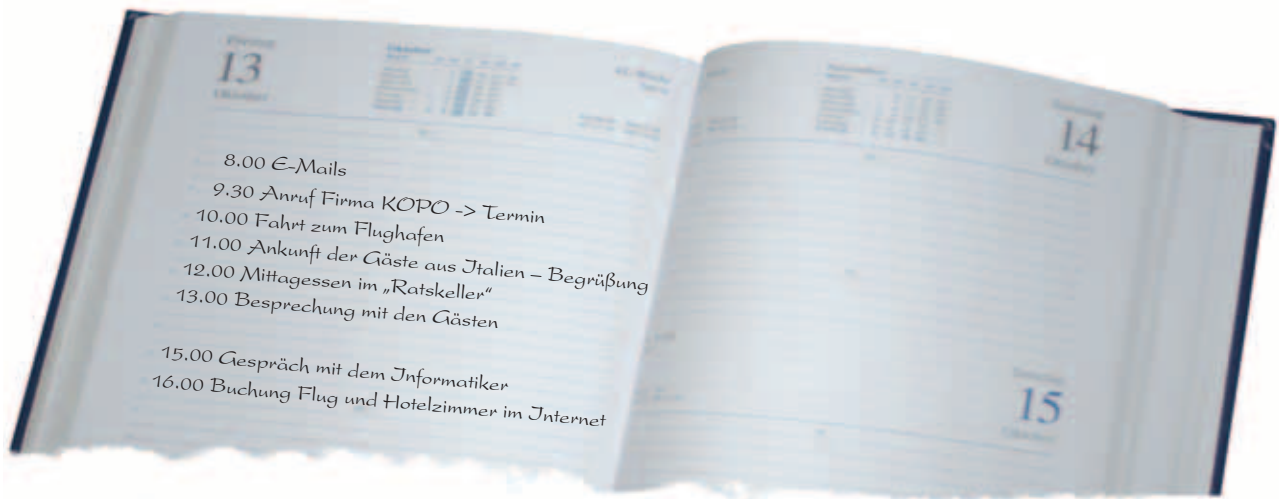 13
Oktober
14
15
8.00 E-Mails
9.30 Anruf Firma KOPO -> Termin
10.00 Fahrt zum Flughafen
11.00 Ankunft der Gäste aus Italien – Begrüßung
12.00 Mittagessen im „Ratskeller“
13.00 Besprechung mit den Gästen
15.00 Gespräch mit dem Informatiker
16.00 Buchung Flug und Hotelzimmer im Internet